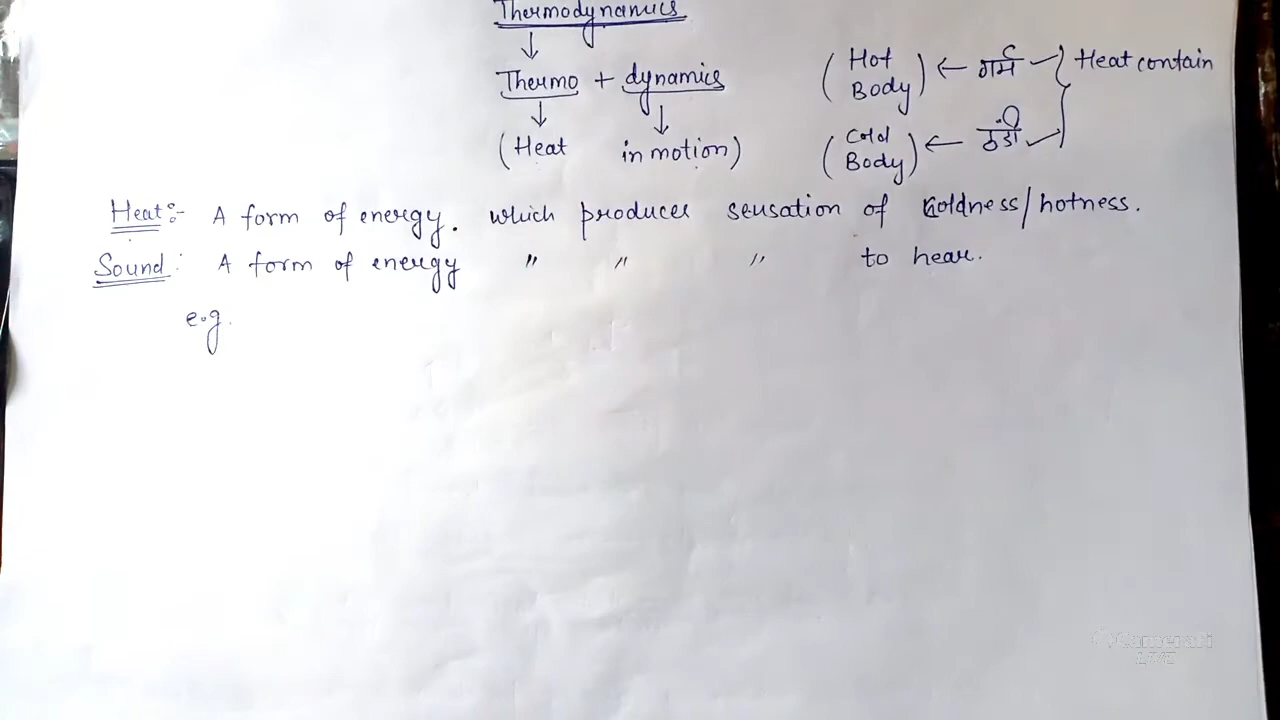 Thermodynamics
↓
Thermo + dynamics
↓ ↓
(Heat in motion)
(Hot Body) ← गर्म } Heat contain
(Cold Body) ← ठंडी
Heat:- A form of energy. which produces sensation of coldness/hotness.
Sound: A form of energy " " " to hear.
e.g.
LIVE